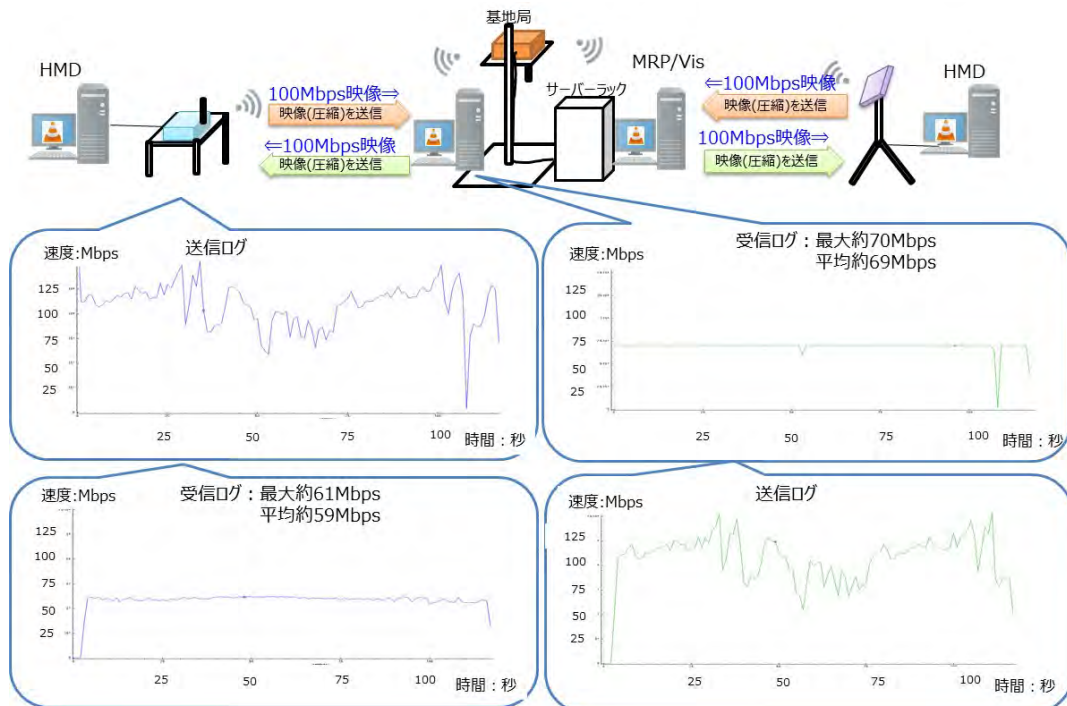 基地局
HMD
MRP/Vis
HMD
サーバーラック
100Mbps映像⇒
映像(圧縮)を送信
⇐100Mbps映像
映像(圧縮)を送信
⇐100Mbps映像
映像(圧縮)を送信
100Mbps映像⇒
映像(圧縮)を送信
速度:Mbps
送信ログ
125
100
75
50
25
25
50
75
100
時間：秒
速度:Mbps
受信ログ：最大約70Mbps
平均約69Mbps
125
100
75
50
25
25
50
75
100
時間：秒
速度:Mbps
受信ログ：最大約61Mbps
平均約59Mbps
125
100
75
50
25
25
50
75
100
時間：秒
速度:Mbps
送信ログ
125
100
75
50
25
25
50
75
100
時間：秒